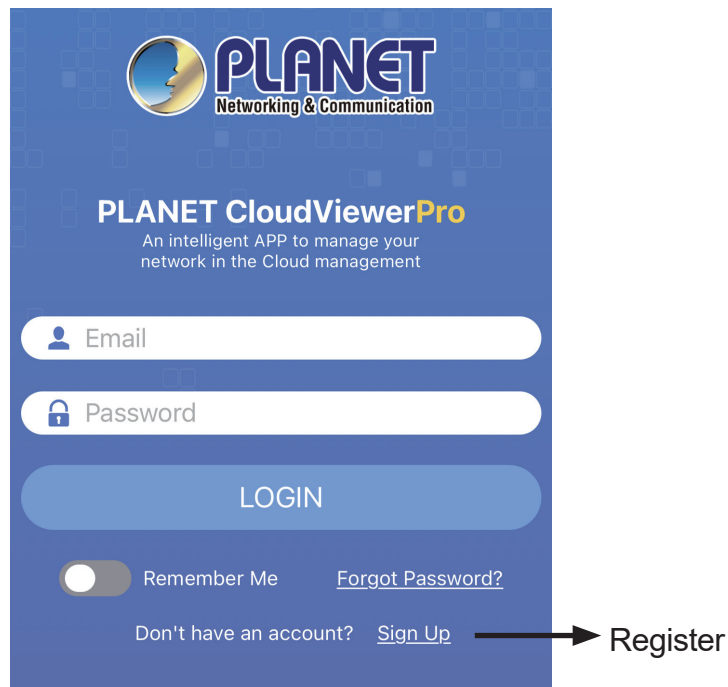 PLANET
Networking & Communication
PLANET CloudViewerPro
An intelligent APP to manage your
network in the Cloud management
Email
Password
LOGIN
Remember Me Forgot Password?
Don't have an account? Sign Up Register